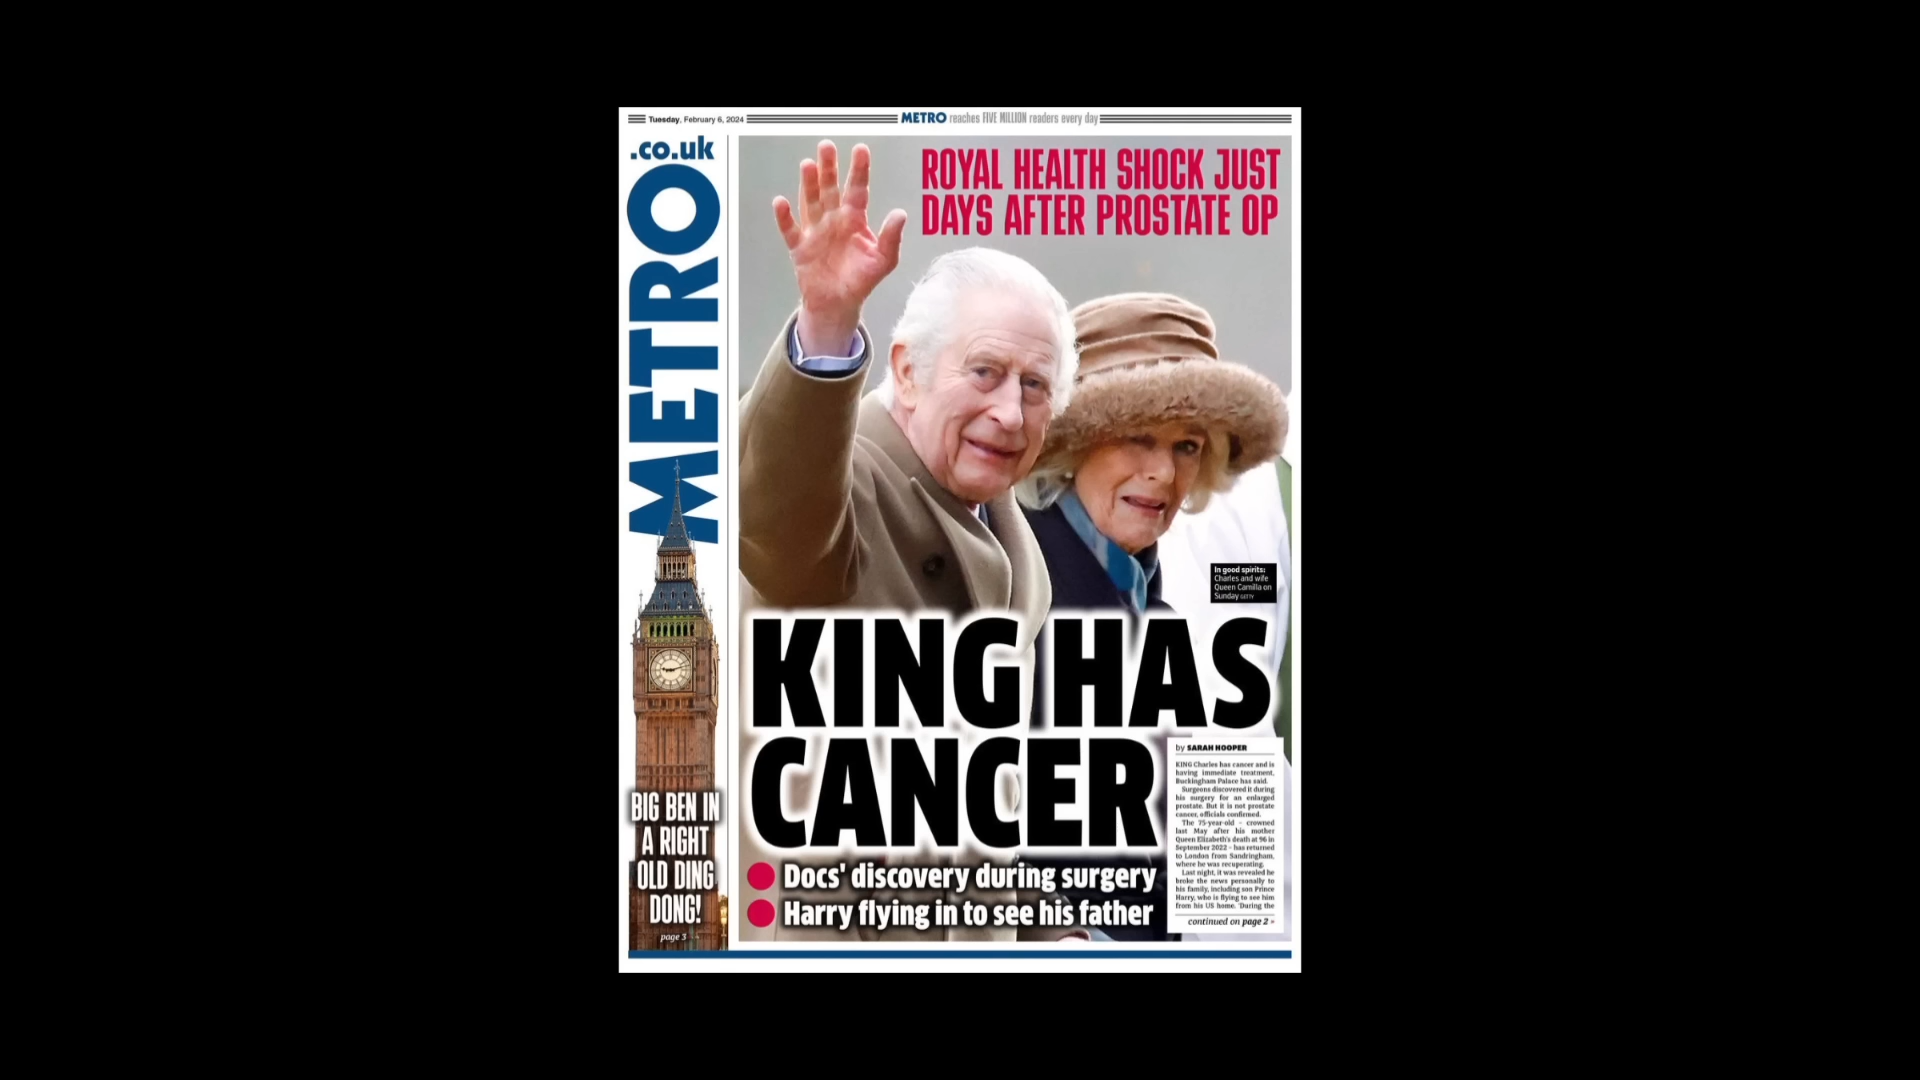 Tuesday, February 6, 2024
METRO reaches FIVE MILLION readers every day
METRO.co.uk
ROYAL HEALTH SHOCK JUST
DAYS AFTER PROSTATE OP
In good spirits:
Charles and wife
Queen Camilla on
Sunday GETTY
KING HAS
CANCER
Docs' discovery during surgery
Harry flying in to see his father
by SARAH HOOPER
KING Charles has cancer and is
having immediate treatment,
Buckingham Palace has said.
Surgeons discovered it during
his surgery for an enlarged
prostate. But it is not prostate
cancer, officials confirmed.
The 75-year-old – crowned
last May after his mother
Queen Elizabeth's death at 96 in
September 2022 – has returned
to London from Sandringham,
where he was recuperating.
Last night, it was revealed he
broke the news personally to
his family, including son Prince
Harry, who is flying to see him
from his US home. 'During the
continued on page 2 »
BIG BEN IN
A RIGHT
OLD DING
DONG!
page 3